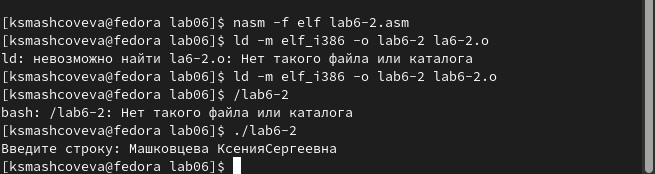 [ksmashcoveva@fedora lab06]$ nasm -f elf lab6-2.asm
[ksmashcoveva@fedora lab06]$ ld -m elf_i386 -o lab6-2 la6-2.o
ld: невозможно найти la6-2.o: Нет такого файла или каталога
[ksmashcoveva@fedora lab06]$ ld -m elf_i386 -o lab6-2 lab6-2.o
[ksmashcoveva@fedora lab06]$ /lab6-2
bash: /lab6-2: Нет такого файла или каталога
[ksmashcoveva@fedora lab06]$ ./lab6-2
Введите строку: Машковцева КсенияСергеевна
[ksmashcoveva@fedora lab06]$